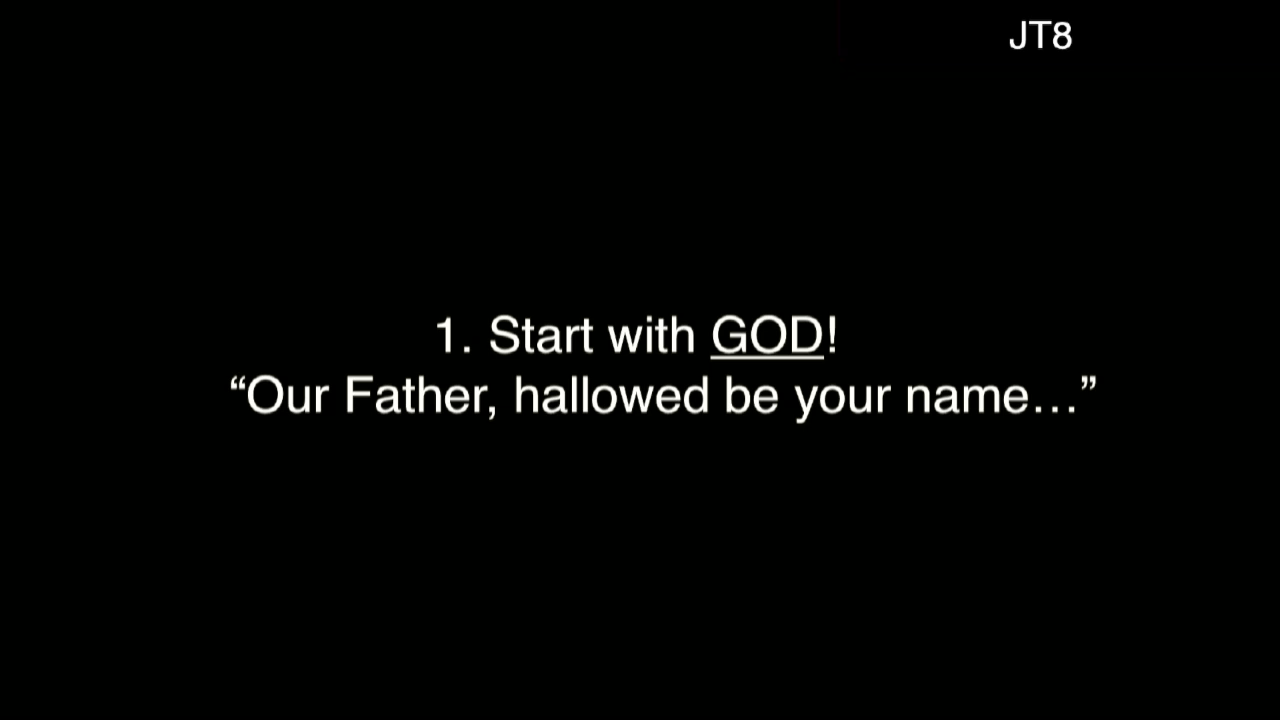 JT8
1. Start with GOD!
“Our Father, hallowed be your name…”